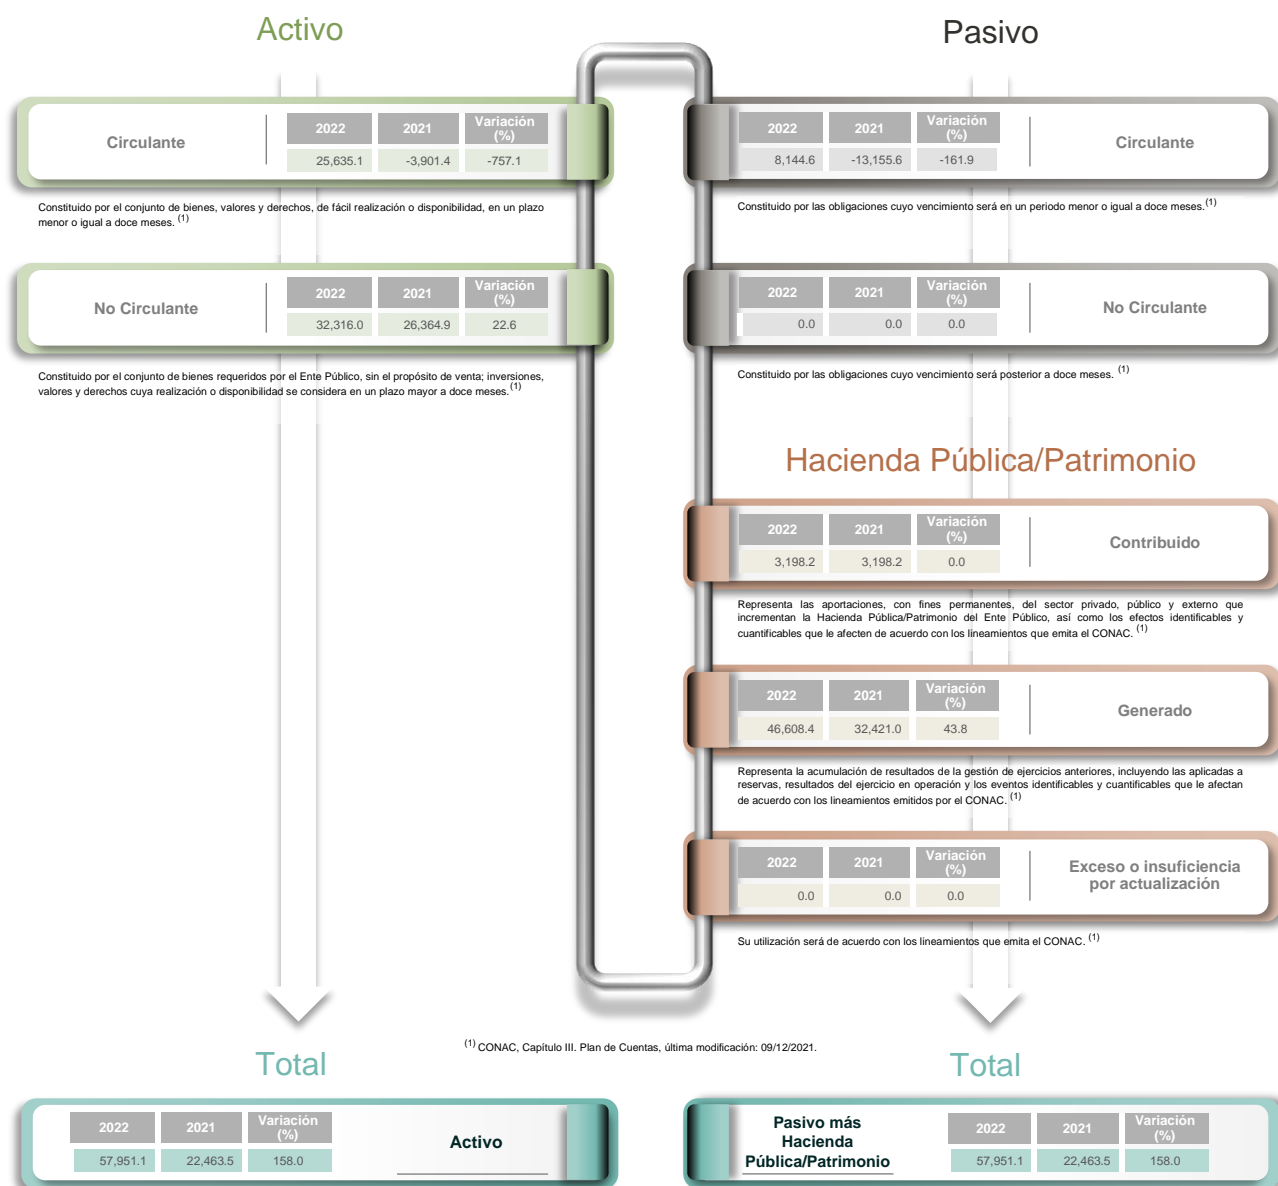 Activo
Circulante
2022 2021 Variación (%)
25,635.1 -3,901.4 -757.1
Constituido por el conjunto de bienes, valores y derechos, de fácil realización o disponibilidad, en un plazo
menor o igual a doce meses. (1)
No Circulante
2022 2021 Variación (%)
32,316.0 26,364.9 22.6
Constituido por el conjunto de bienes requeridos por el Ente Público, sin el propósito de venta; inversiones,
valores y derechos cuya realización o disponibilidad se considera en un plazo mayor a doce meses. (1)
Pasivo
2022 2021 Variación (%)
8,144.6 -13,155.6 -161.9
Circulante
Constituido por las obligaciones cuyo vencimiento será en un periodo menor o igual a doce meses. (1)
2022 2021 Variación (%)
0.0 0.0 0.0
No Circulante
Constituido por las obligaciones cuyo vencimiento será posterior a doce meses. (1)
Hacienda Pública/Patrimonio
2022 2021 Variación (%)
3,198.2 3,198.2 0.0
Contribuido
Representa las aportaciones, con fines permanentes, del sector privado, público y externo que
incrementan la Hacienda Pública/Patrimonio del Ente Público, así como los efectos identificables y
cuantificables que le afecten de acuerdo con los lineamientos que emita el CONAC. (1)
2022 2021 Variación (%)
46,608.4 32,421.0 43.8
Generado
Representa la acumulación de resultados de la gestión de ejercicios anteriores, incluyendo las aplicadas a
reservas, resultados del ejercicio en operación y los eventos identificables y cuantificables que le afectan
de acuerdo con los lineamientos emitidos por el CONAC. (1)
2022 2021 Variación (%)
0.0 0.0 0.0
Exceso o insuficiencia
por actualización
Su utilización será de acuerdo con los lineamientos que emita el CONAC. (1)
(1) CONAC, Capítulo III. Plan de Cuentas, última modificación: 09/12/2021.
Total
2022 2021 Variación (%)
57,951.1 22,463.5 158.0
Activo
Total
Pasivo más
Hacienda
Pública/Patrimonio
2022 2021 Variación (%)
57,951.1 22,463.5 158.0